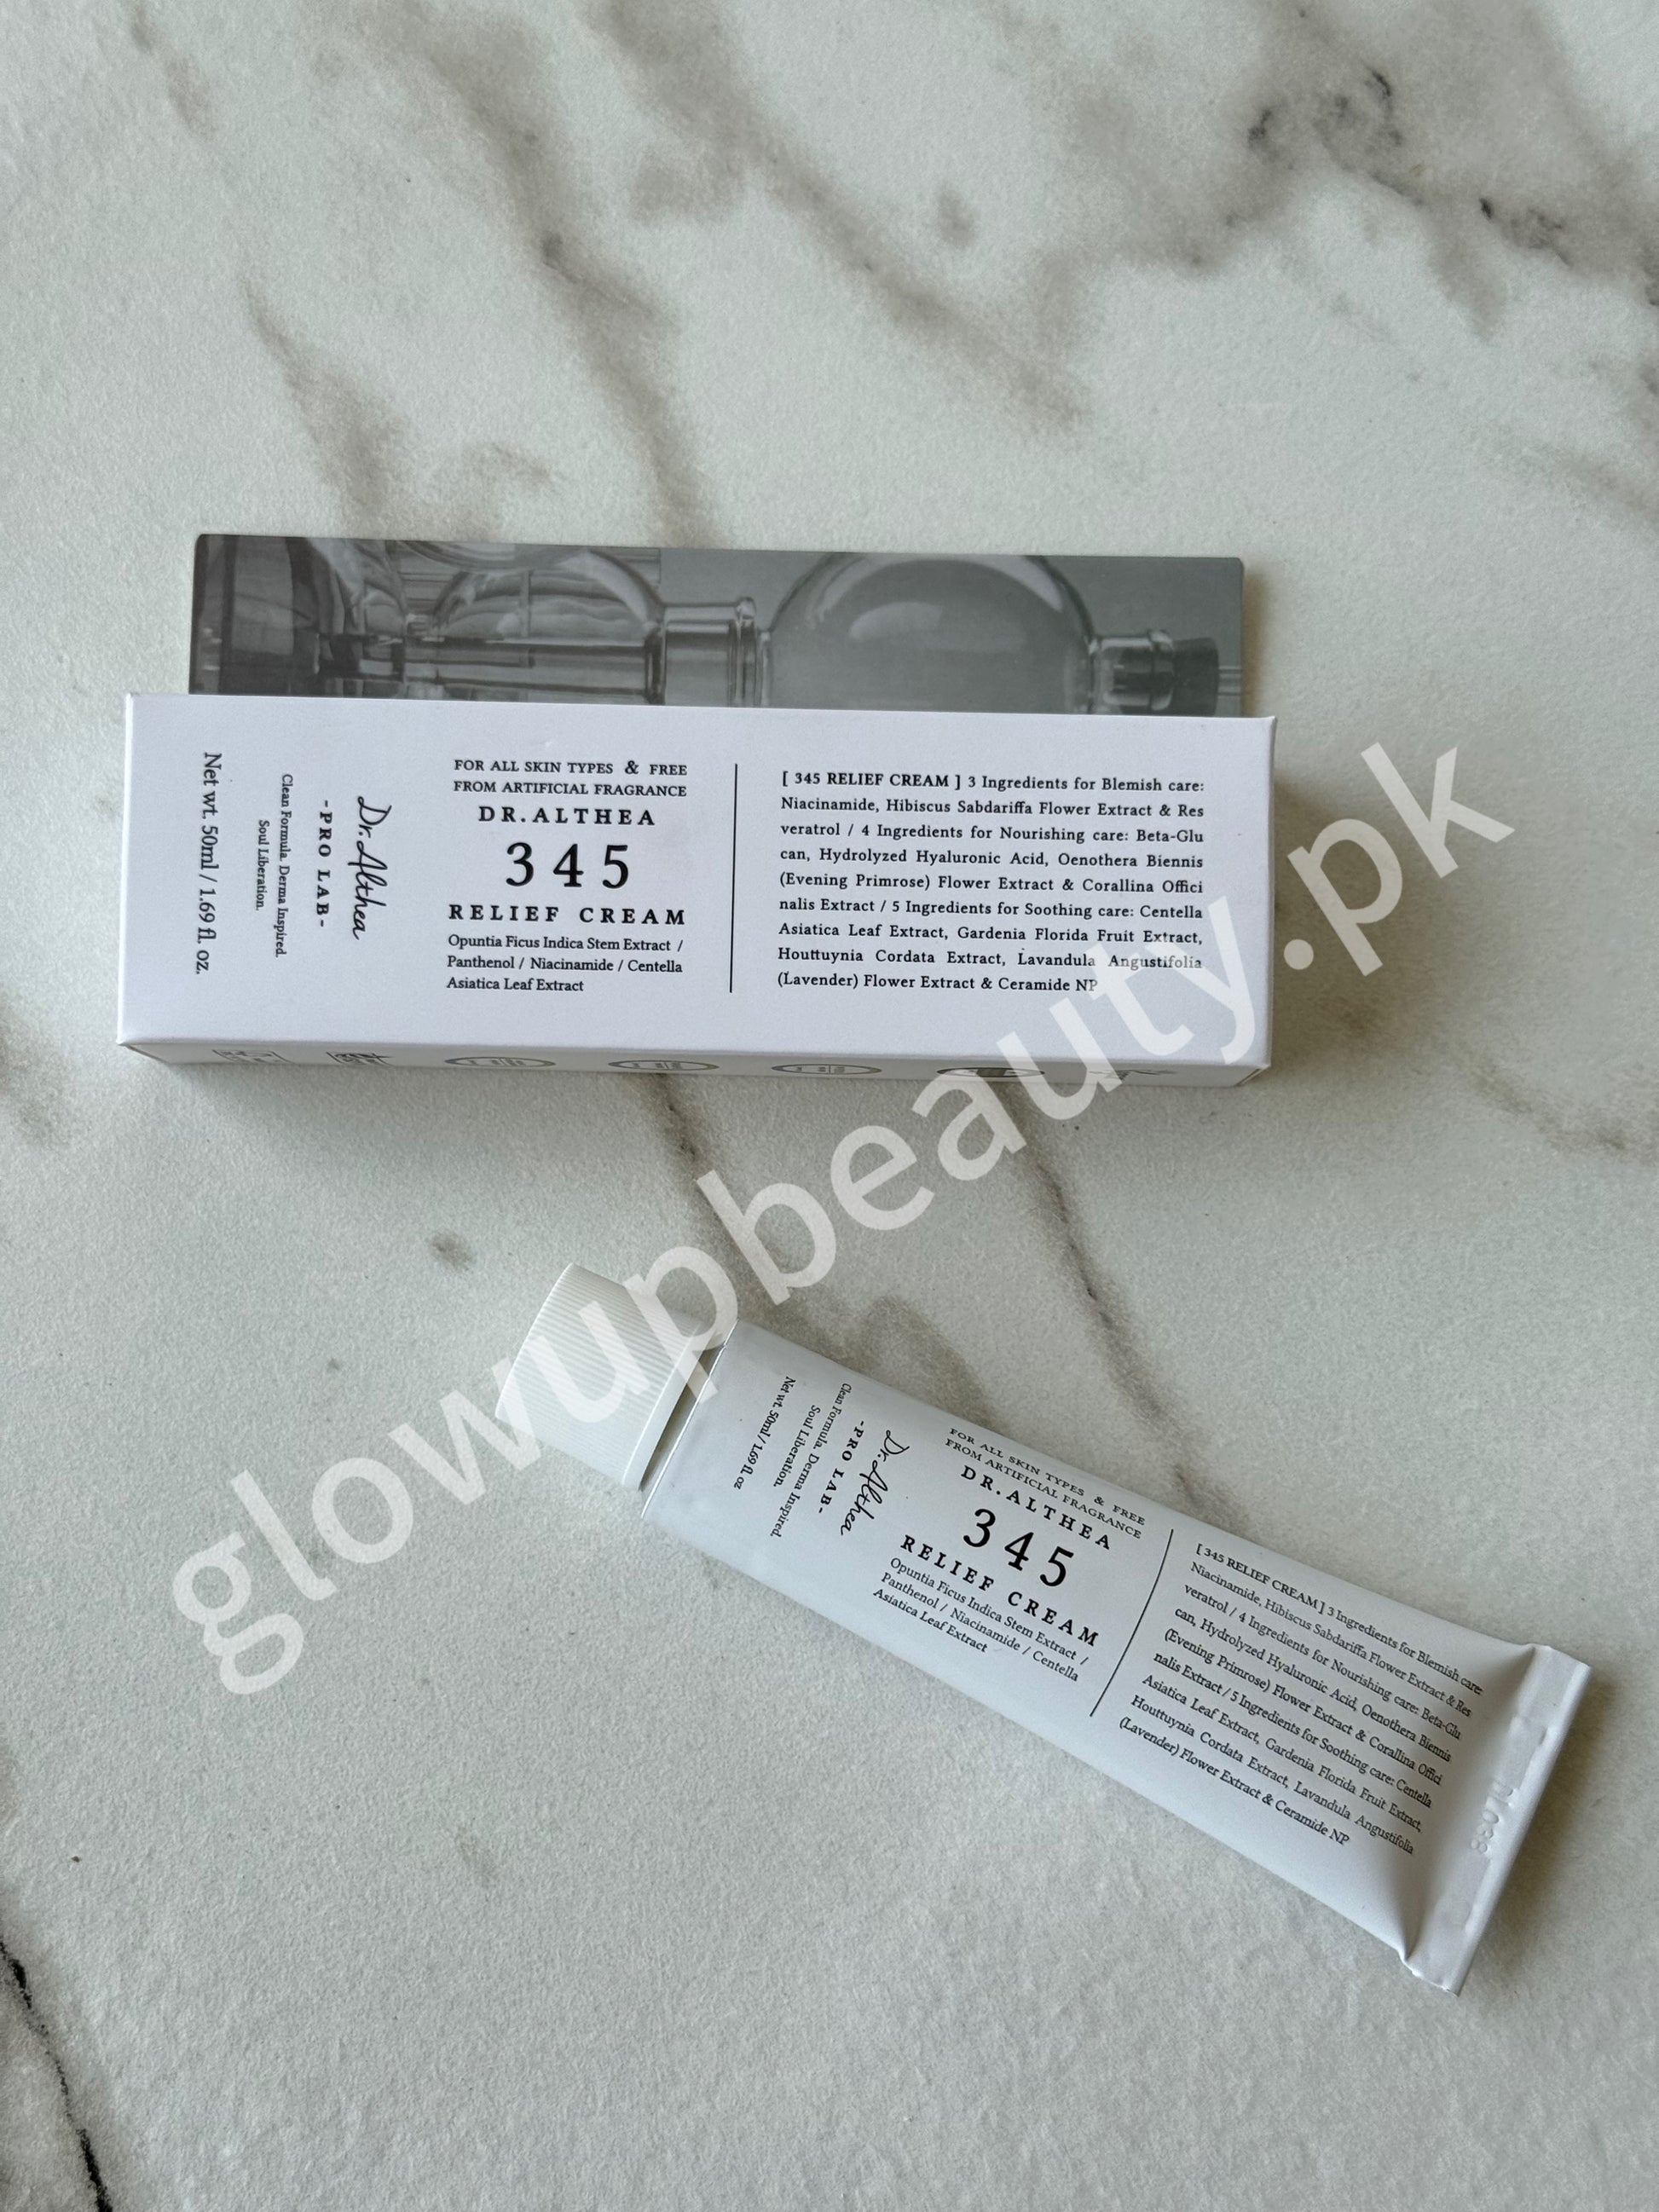 Net wt. 50ml / 1.69 fl. oz.
Clean Formula. Derma Inspired.
Soul Liberation.
-PRO LAB-
Dr.Althea
FOR ALL SKIN TYPES & FREE
FROM ARTIFICIAL FRAGRANCE
DR.ALTHEA
345
RELIEF CREAM
Opuntia Ficus Indica Stem Extract /
Panthenol / Niacinamide / Centella
Asiatica Leaf Extract
[ 345 RELIEF CREAM ] 3 Ingredients for Blemish care:
Niacinamide, Hibiscus Sabdariffa Flower Extract & Res
veratrol / 4 Ingredients for Nourishing care: Beta-Glu
can, Hydrolyzed Hyaluronic Acid, Oenothera Biennis
(Evening Primrose) Flower Extract & Corallina Offici
nalis Extract / 5 Ingredients for Soothing care: Centella
Asiatica Leaf Extract, Gardenia Florida Fruit Extract,
Houttuynia Cordata Extract, Lavandula Angustifolia
(Lavender) Flower Extract & Ceramide NP
glowupbeauty.pk
Net wt. 50ml / 1.69 fl. oz
Clean Formula. Derma Inspired.
Soul Liberation.
-PRO LAB-
Dr.Althea
FOR ALL SKIN TYPES & FREE
FROM ARTIFICIAL FRAGRANCE
DR.ALTHEA
345
RELIEF CREAM
Opuntia Ficus Indica Stem Extract /
Panthenol / Niacinamide / Centella
Asiatica Leaf Extract
[ 345 RELIEF CREAM ] 3 Ingredients for Blemish care:
Niacinamide, Hibiscus Sabdariffa Flower Extract & Res
veratrol / 4 Ingredients for Nourishing care: Beta-Glu
can, Hydrolyzed Hyaluronic Acid, Oenothera Biennis
(Evening Primrose) Flower Extract & Corallina Offici
nalis Extract / 5 Ingredients for Soothing care: Centella
Asiatica Leaf Extract, Gardenia Florida Fruit Extract,
Houttuynia Cordata Extract, Lavandula Angustifolia
(Lavender) Flower Extract & Ceramide NP